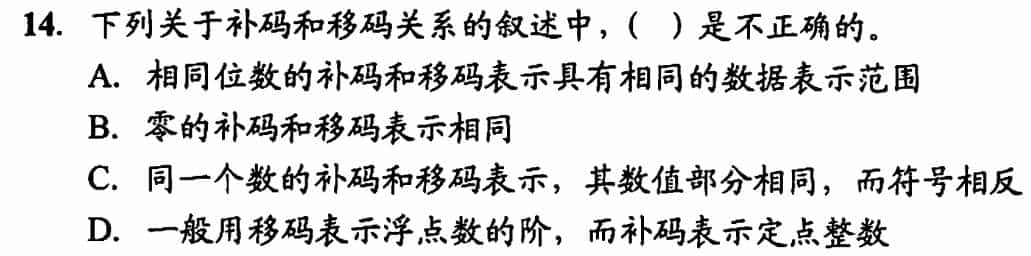 14. 下列关于补码和移码关系的叙述中，（ ）是不正确的。
A. 相同位数的补码和移码表示具有相同的数据表示范围
B. 零的补码和移码表示相同
C. 同一个数的补码和移码表示，其数值部分相同，而符号相反
D. 一般用移码表示浮点数的阶，而补码表示定点整数